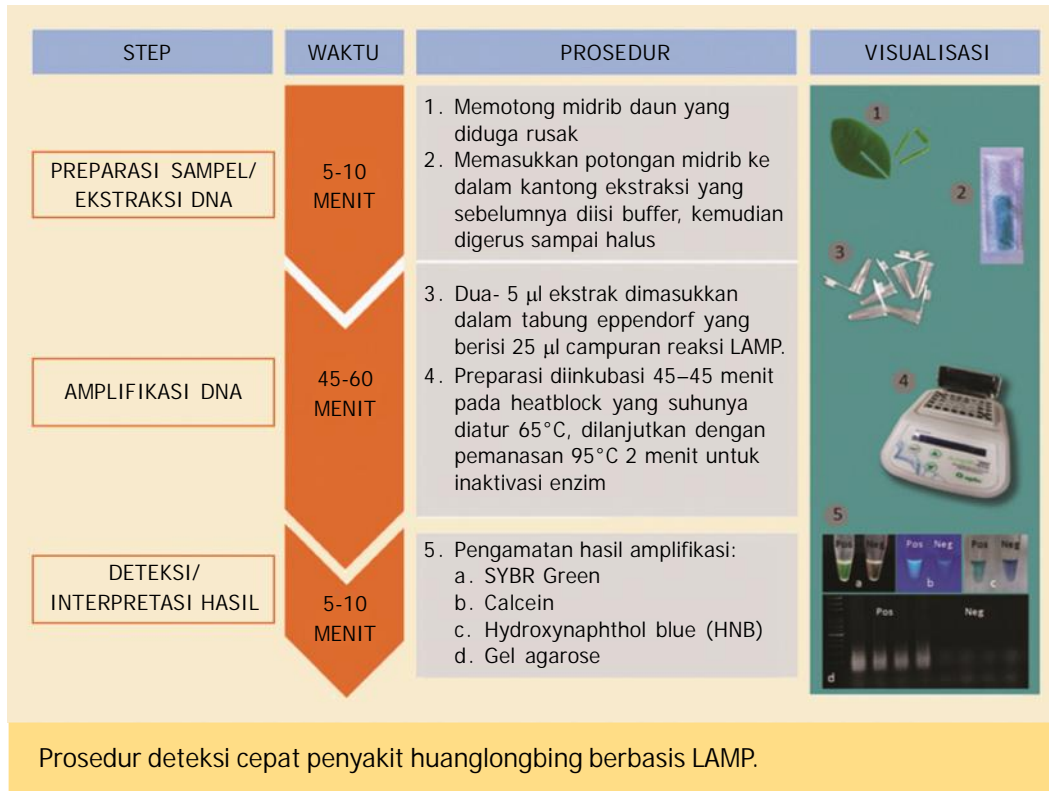 STEP
WAKTU
PROSEDUR
VISUALISASI
PREPARASI SAMPEL/
EKSTRAKSI DNA
5-10
MENIT
1. Memotong midrib daun yang
diduga rusak
2. Memasukkan potongan midrib ke
dalam kantong ekstraksi yang
sebelumnya diisi buffer, kemudian
digerus sampai halus
AMPLIFIKASI DNA
45-60
MENIT
3. Dua- 5 µl ekstrak dimasukkan
dalam tabung eppendorf yang
berisi 25 µl campuran reaksi LAMP.
4. Preparasi diinkubasi 45–45 menit
pada heatblock yang suhunya
diatur 65°C, dilanjutkan dengan
pemanasan 95°C 2 menit untuk
inaktivasi enzim
DETEKSI/
INTERPRETASI HASIL
5-10
MENIT
5. Pengamatan hasil amplifikasi:
a. SYBR Green
b. Calcein
c. Hydroxynaphthol blue (HNB)
d. Gel agarose
1
2
3
4
5
Pos Neg Pos Neg Pos Neg
a b c
Pos Neg
d
Prosedur deteksi cepat penyakit huanglongbing berbasis LAMP.